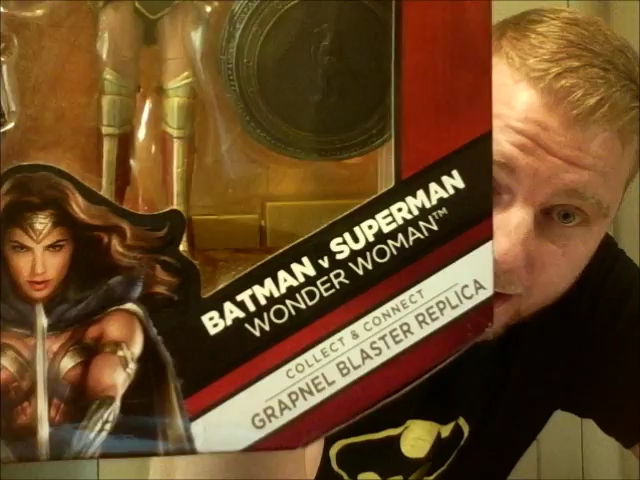 BATMAN v SUPERMAN
WONDER WOMAN™
COLLECT & CONNECT
GRAPNEL BLASTER REPLICA